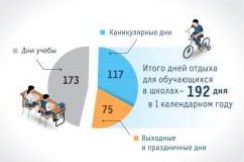 Каникулярные дни
Дни учебы
173
117
75
Итого дней отдыха
для обучающихся
в школах– 192 дня
в 1 календарном году
Выходные
и праздничные дни